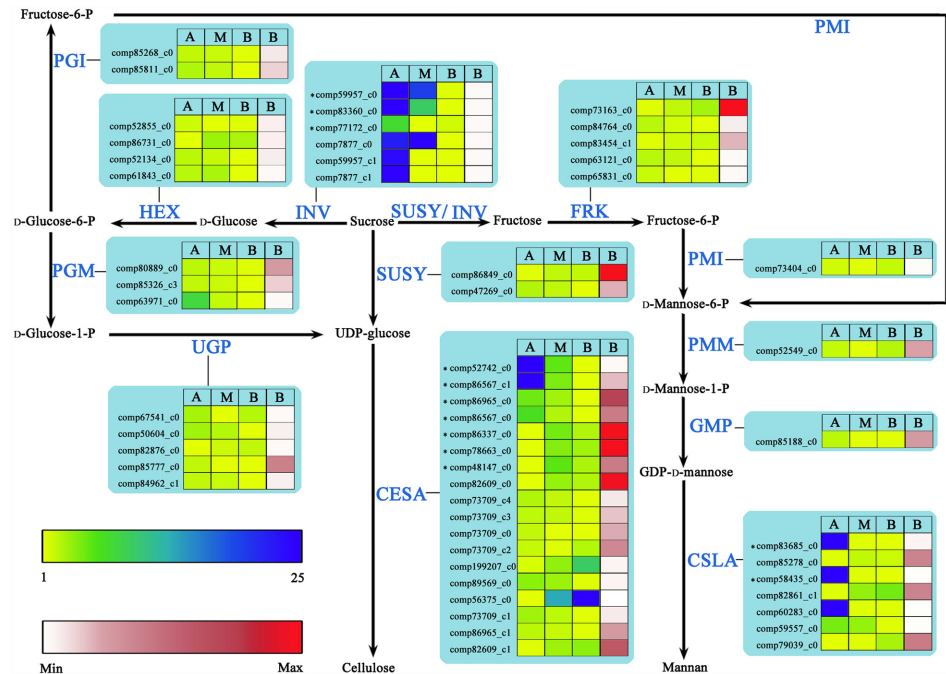 Fructose-6-P
PMI
PGI
A M B B
comp85268_c0
comp85811_c0
A M B B
comp52855_c0
comp86731_c0
comp52134_c0
comp61843_c0
A M B B
*comp59957_c0
*comp83360_c0
*comp77172_c0
comp7877_c0
comp59957_c1
comp7877_c1
A M B B
comp73163_c0
comp84764_c0
comp83454_c1
comp63121_c0
comp65831_c0
HEX
INV
SUSY/ INV
FRK
D-Glucose-6-P
D-Glucose
Sucrose
Fructose
Fructose-6-P
PGM
A M B B
comp80889_c0
comp85326_c3
comp63971_c0
SUSY
A M B B
comp86849_c0
comp47269_c0
PMI
A M B B
comp73404_c0
D-Mannose-6-P
D-Glucose-1-P
UGP
UDP-glucose
PMM
A M B B
comp52549_c0
D-Mannose-1-P
A M B B
comp67541_c0
comp50604_c0
comp82876_c0
comp85777_c0
comp84962_c1
CESA
A M B B
*comp52742_c0
*comp86567_c1
*comp86965_c0
*comp86567_c0
*comp86337_c0
*comp78663_c0
*comp48147_c0
comp82609_c0
comp73709_c4
comp73709_c3
comp73709_c0
comp73709_c2
comp199207_c0
comp89569_c0
comp56375_c0
comp73709_c1
comp86965_c1
comp82609_c1
GMP
A M B B
comp85188_c0
GDP-D-mannose
CSLA
A M B B
*comp83685_c0
comp85278_c0
*comp58435_c0
comp82861_c1
comp60283_c0
comp59557_c0
comp79039_c0
1 25
Min Max
Cellulose
Mannan